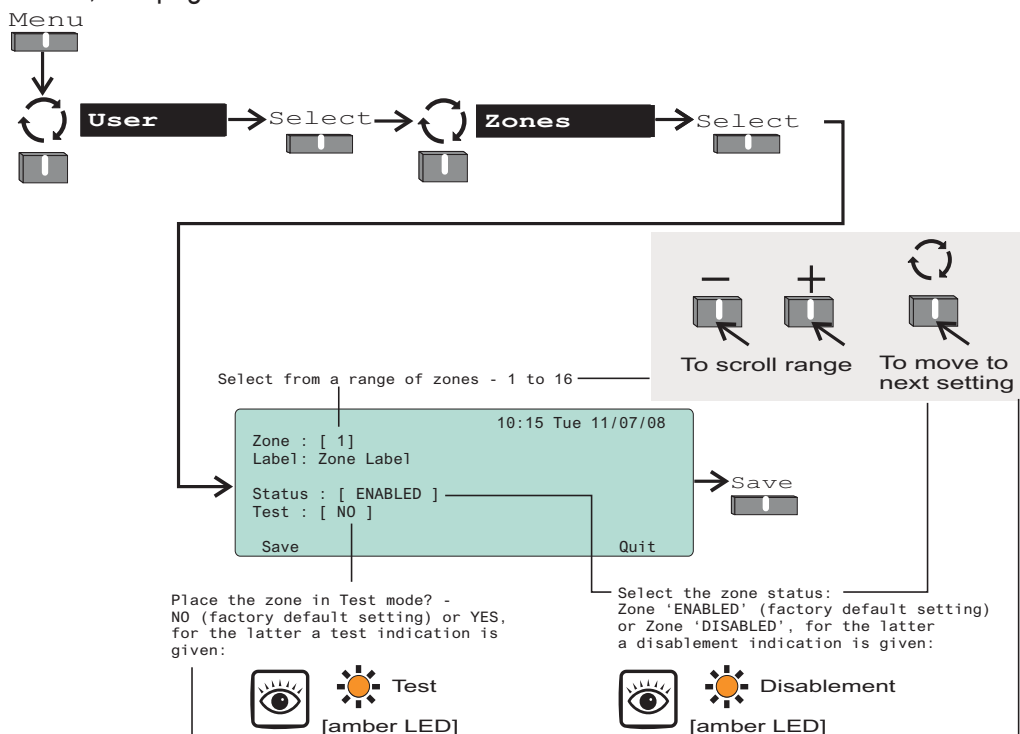 Menu
User
Select
Zones
Select
− +
To scroll range
To move to
next setting
Select from a range of zones - 1 to 16
10:15 Tue 11/07/08
Zone : [ 1]
Label: Zone Label
Status : [ ENABLED ]
Test : [ NO ]
Save Quit
Save
Place the zone in Test mode? -
NO (factory default setting) or YES,
for the latter a test indication is
given:
Test
[amber LED]
Select the zone status:
Zone 'ENABLED' (factory default setting)
or Zone 'DISABLED', for the latter
a disablement indication is given:
Disablement
[amber LED]